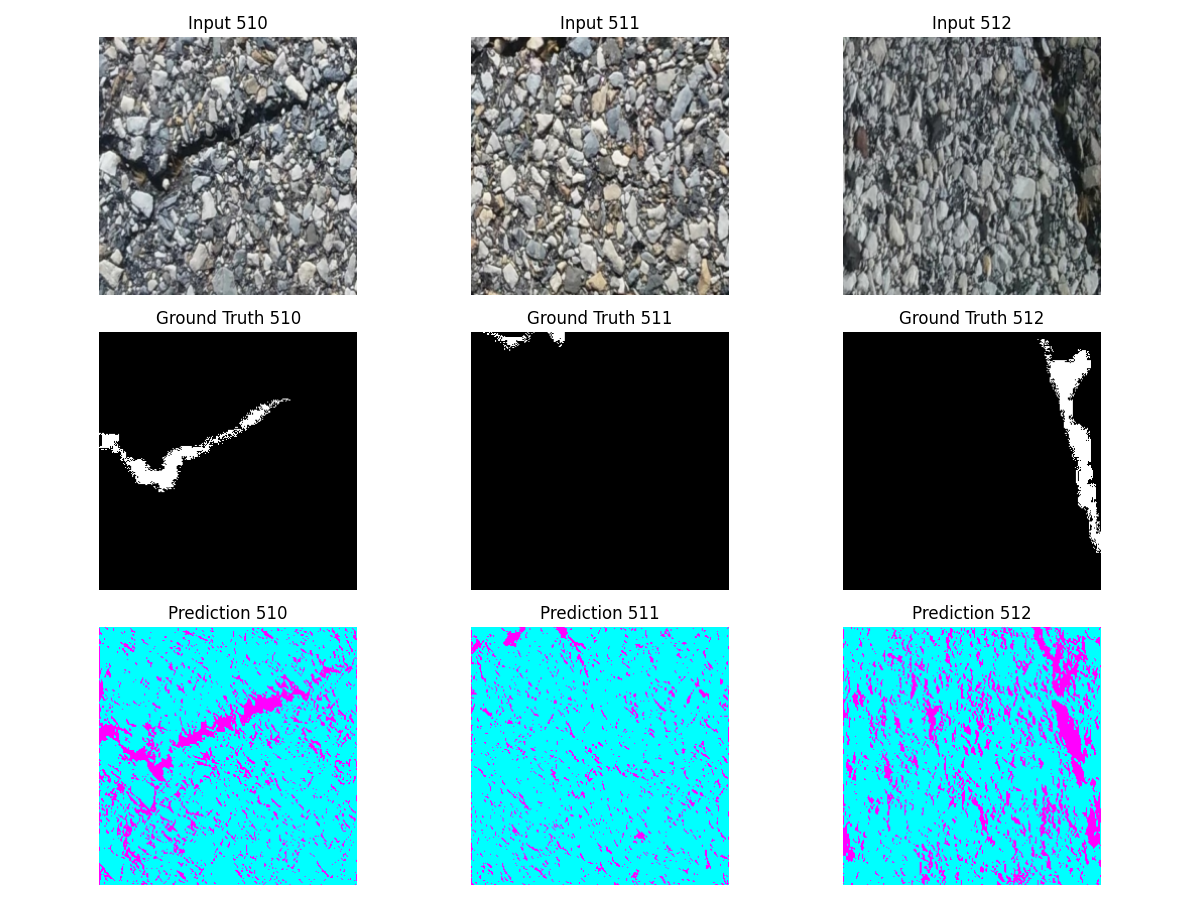 Input 510
Input 511
Input 512
Ground Truth 510
Ground Truth 511
Ground Truth 512
Prediction 510
Prediction 511
Prediction 512